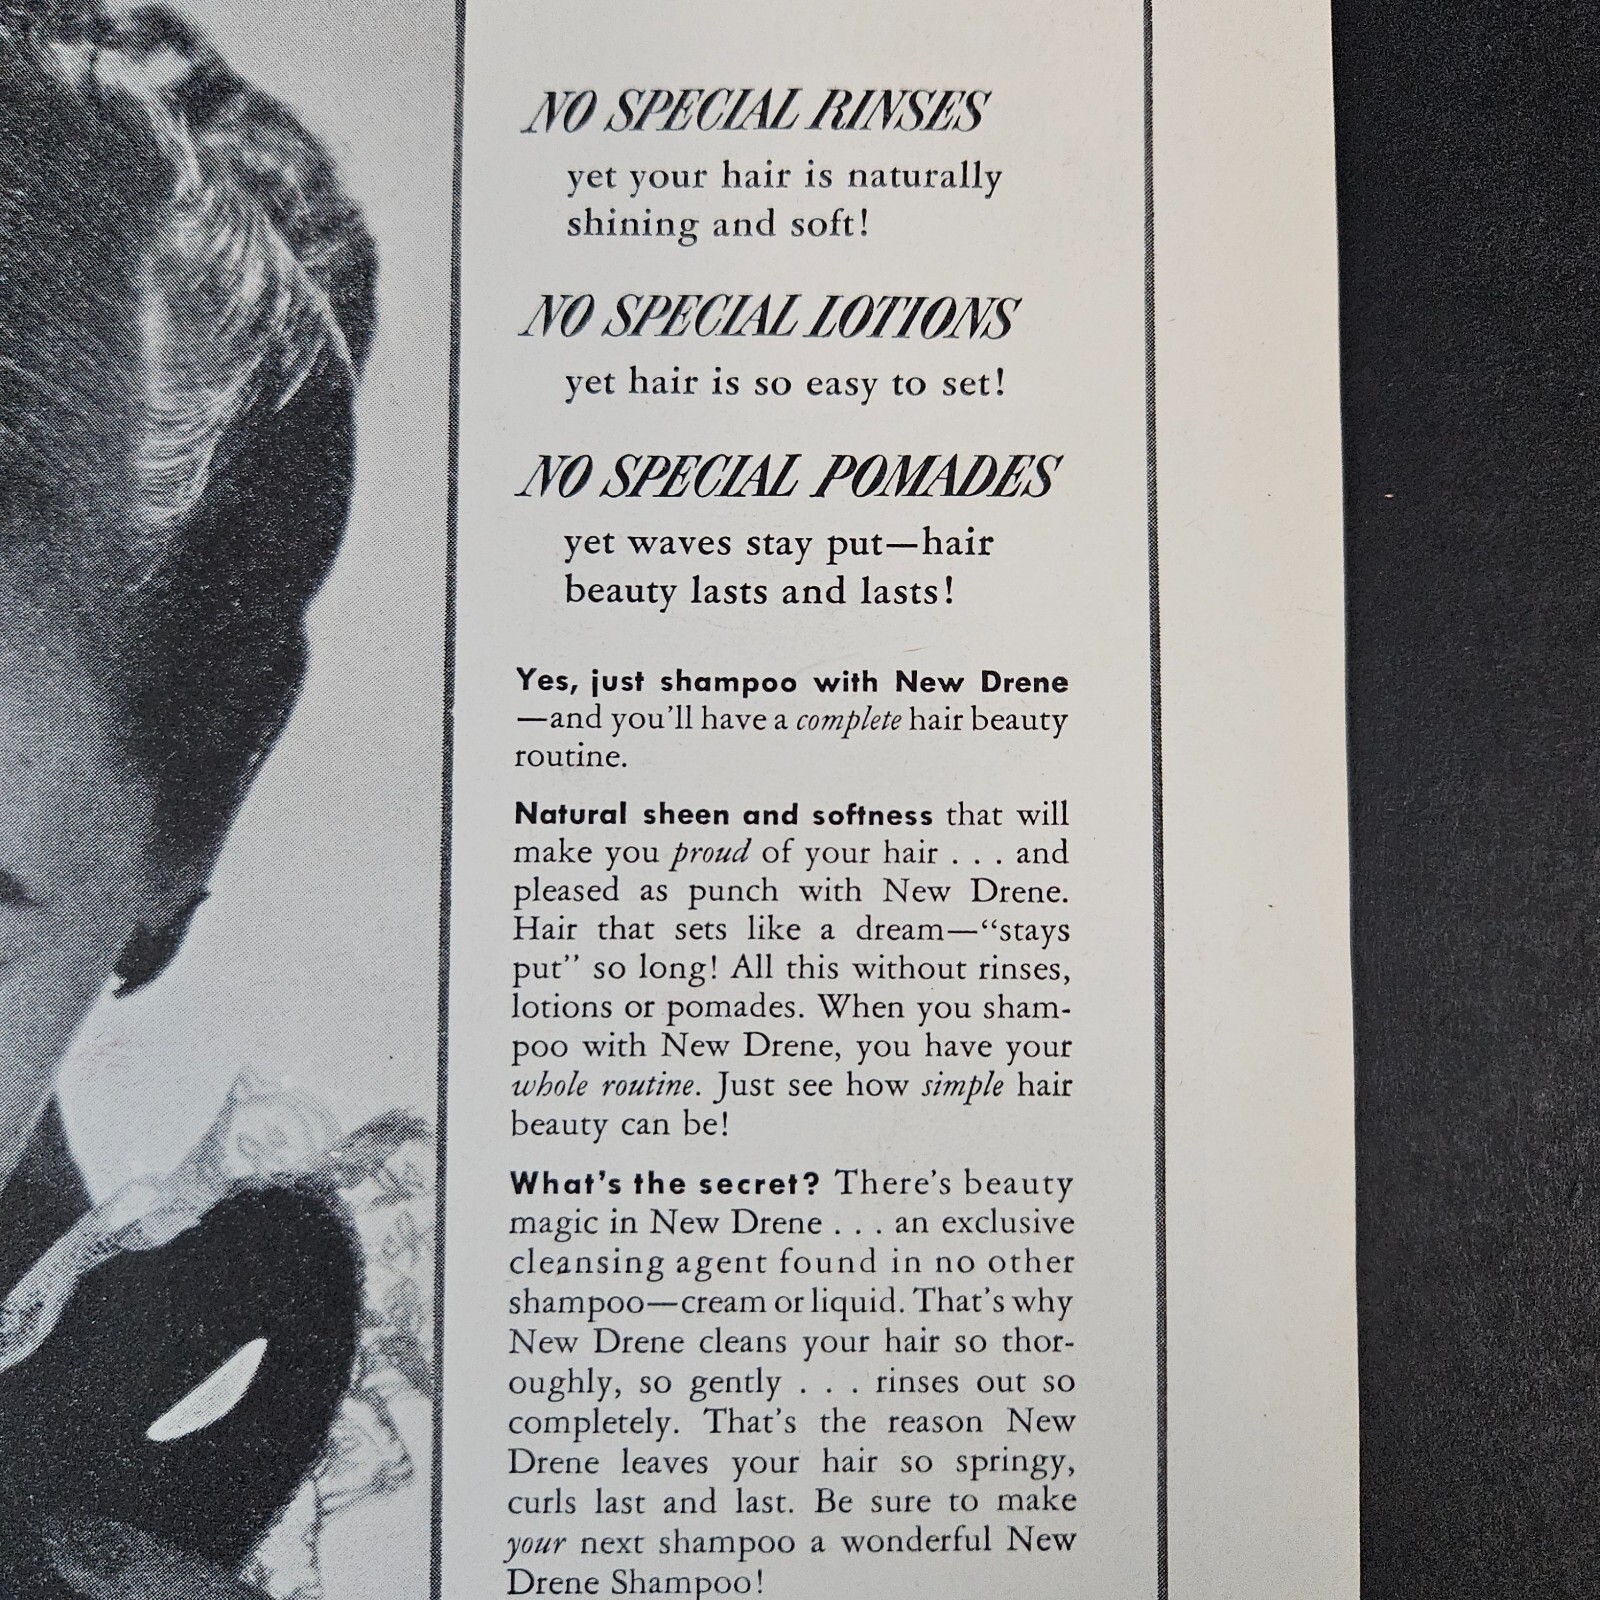 NO SPECIAL RINSES
yet your hair is naturally
shining and soft!
NO SPECIAL LOTIONS
yet hair is so easy to set!
NO SPECIAL POMADES
yet waves stay put—hair
beauty lasts and lasts!
Yes, just shampoo with New Drene
—and you'll have a complete hair beauty
routine.
Natural sheen and softness that will
make you proud of your hair . . . and
pleased as punch with New Drene.
Hair that sets like a dream—“stays
put” so long! All this without rinses,
lotions or pomades. When you sham-
poo with New Drene, you have your
whole routine. Just see how simple hair
beauty can be!
What's the secret? There's beauty
magic in New Drene . . . an exclusive
cleansing agent found in no other
shampoo—cream or liquid. That's why
New Drene cleans your hair so thor-
oughly, so gently . . . rinses out so
completely. That's the reason New
Drene leaves your hair so springy,
curls last and last. Be sure to make
your next shampoo a wonderful New
Drene Shampoo!